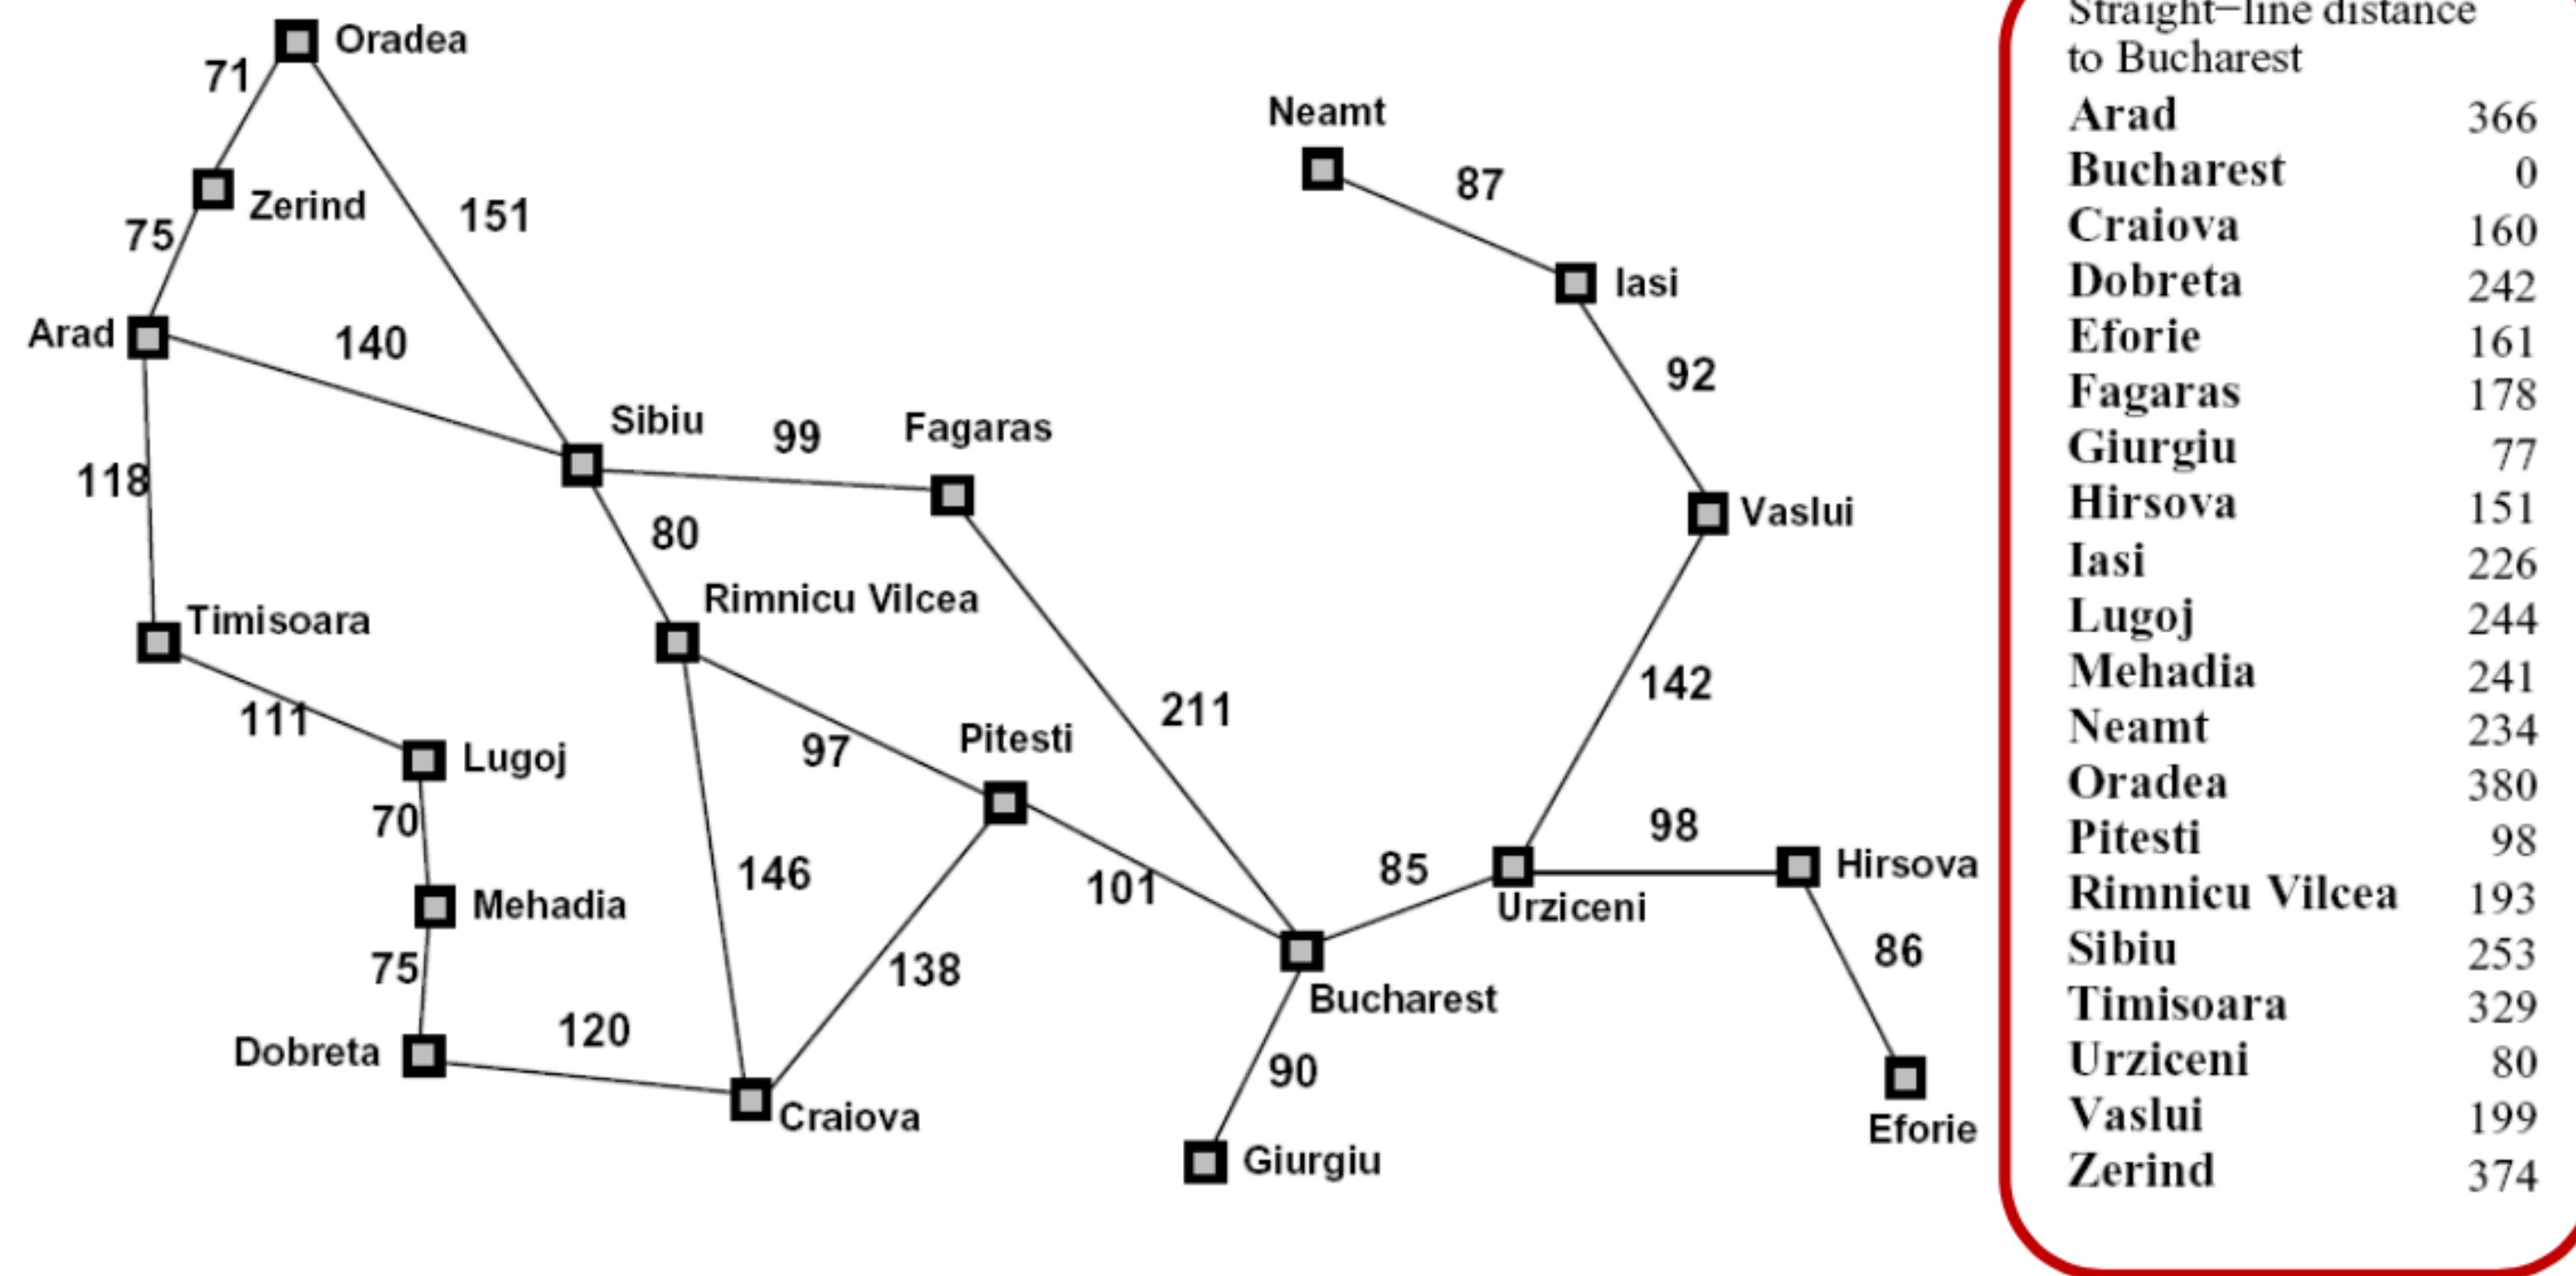 Oradea
71
Neamt
87
Zerind
151
75
Iasi
Arad
140
92
Sibiu
99
Fagaras
118
Vaslui
80
Rimnicu Vilcea
Timisoara
142
211
111
Lugoj
97
Pitesti
70
98
Hirsova
146
85
101
Urziceni
Mehadia
86
138
75
Bucharest
120
Dobreta
90
Craiova
Eforie
Giurgiu
Straight–line distance
to Bucharest
Arad 366
Bucharest 0
Craiova 160
Dobreta 242
Eforie 161
Fagaras 178
Giurgiu 77
Hirsova 151
Iasi 226
Lugoj 244
Mehadia 241
Neamt 234
Oradea 380
Pitesti 98
Rimnicu Vilcea 193
Sibiu 253
Timisoara 329
Urziceni 80
Vaslui 199
Zerind 374